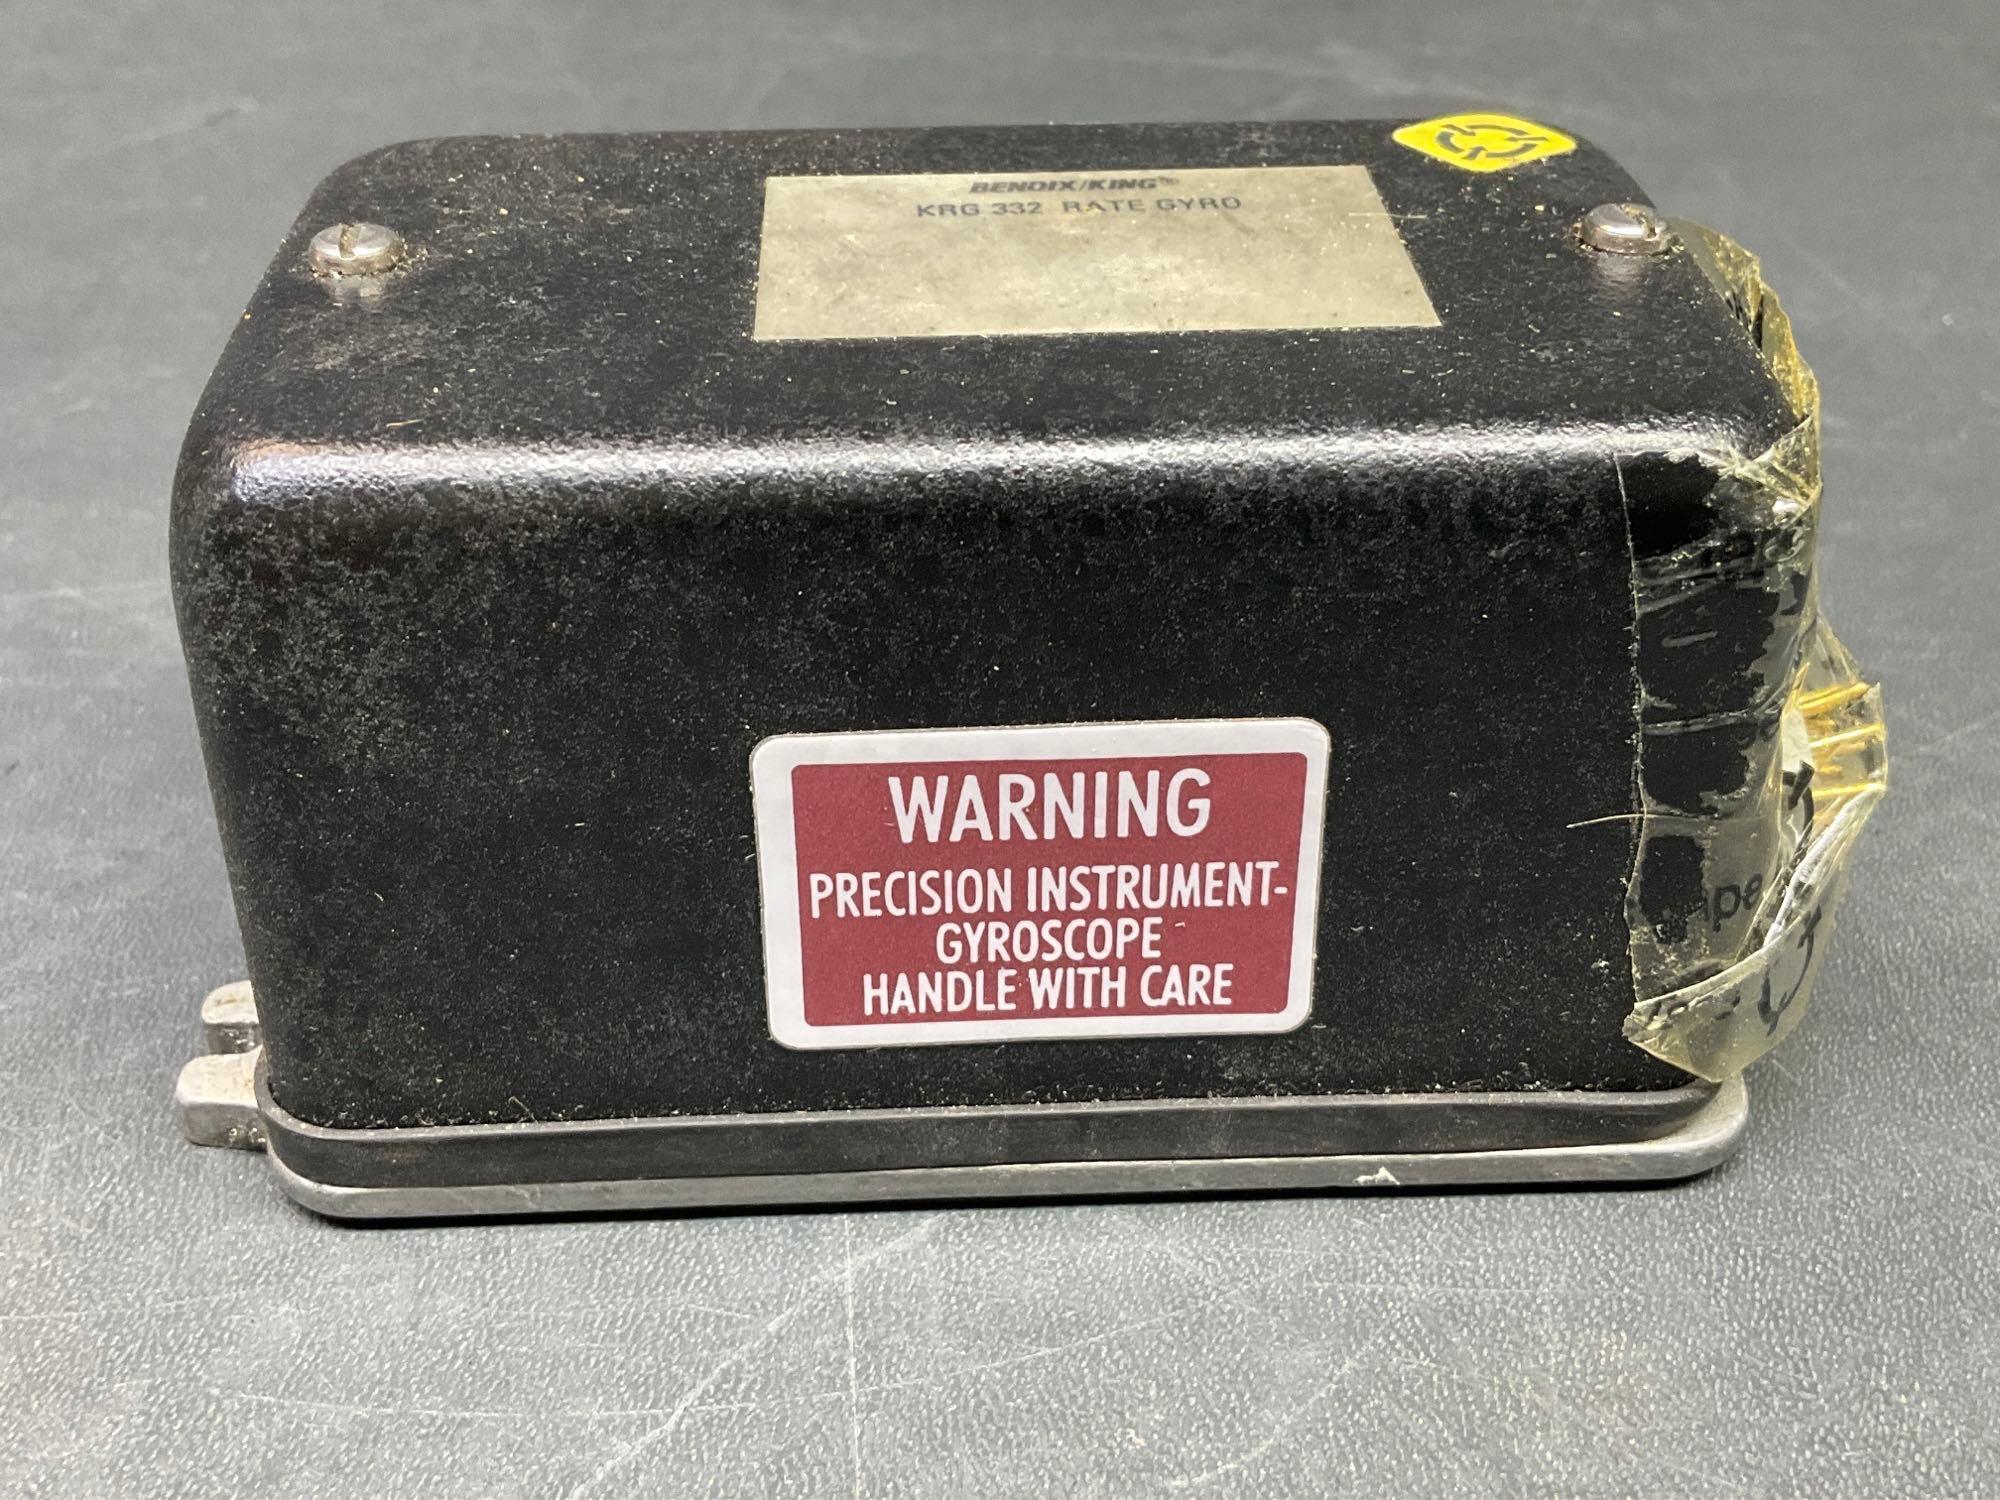 BENDIX/KING®
KRG 332 RATE GYRO
WARNING
PRECISION INSTRUMENT-
GYROSCOPE
HANDLE WITH CARE